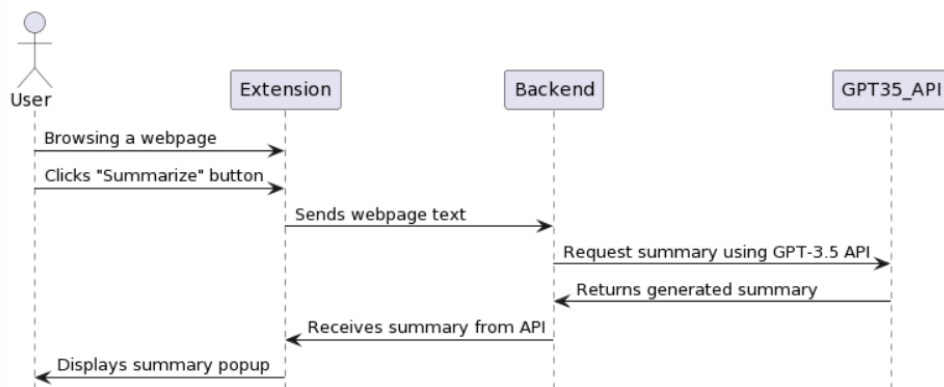 User
Extension
Backend
GPT35_API
Browsing a webpage
Clicks "Summarize" button
Sends webpage text
Request summary using GPT-3.5 API
Returns generated summary
Receives summary from API
Displays summary popup